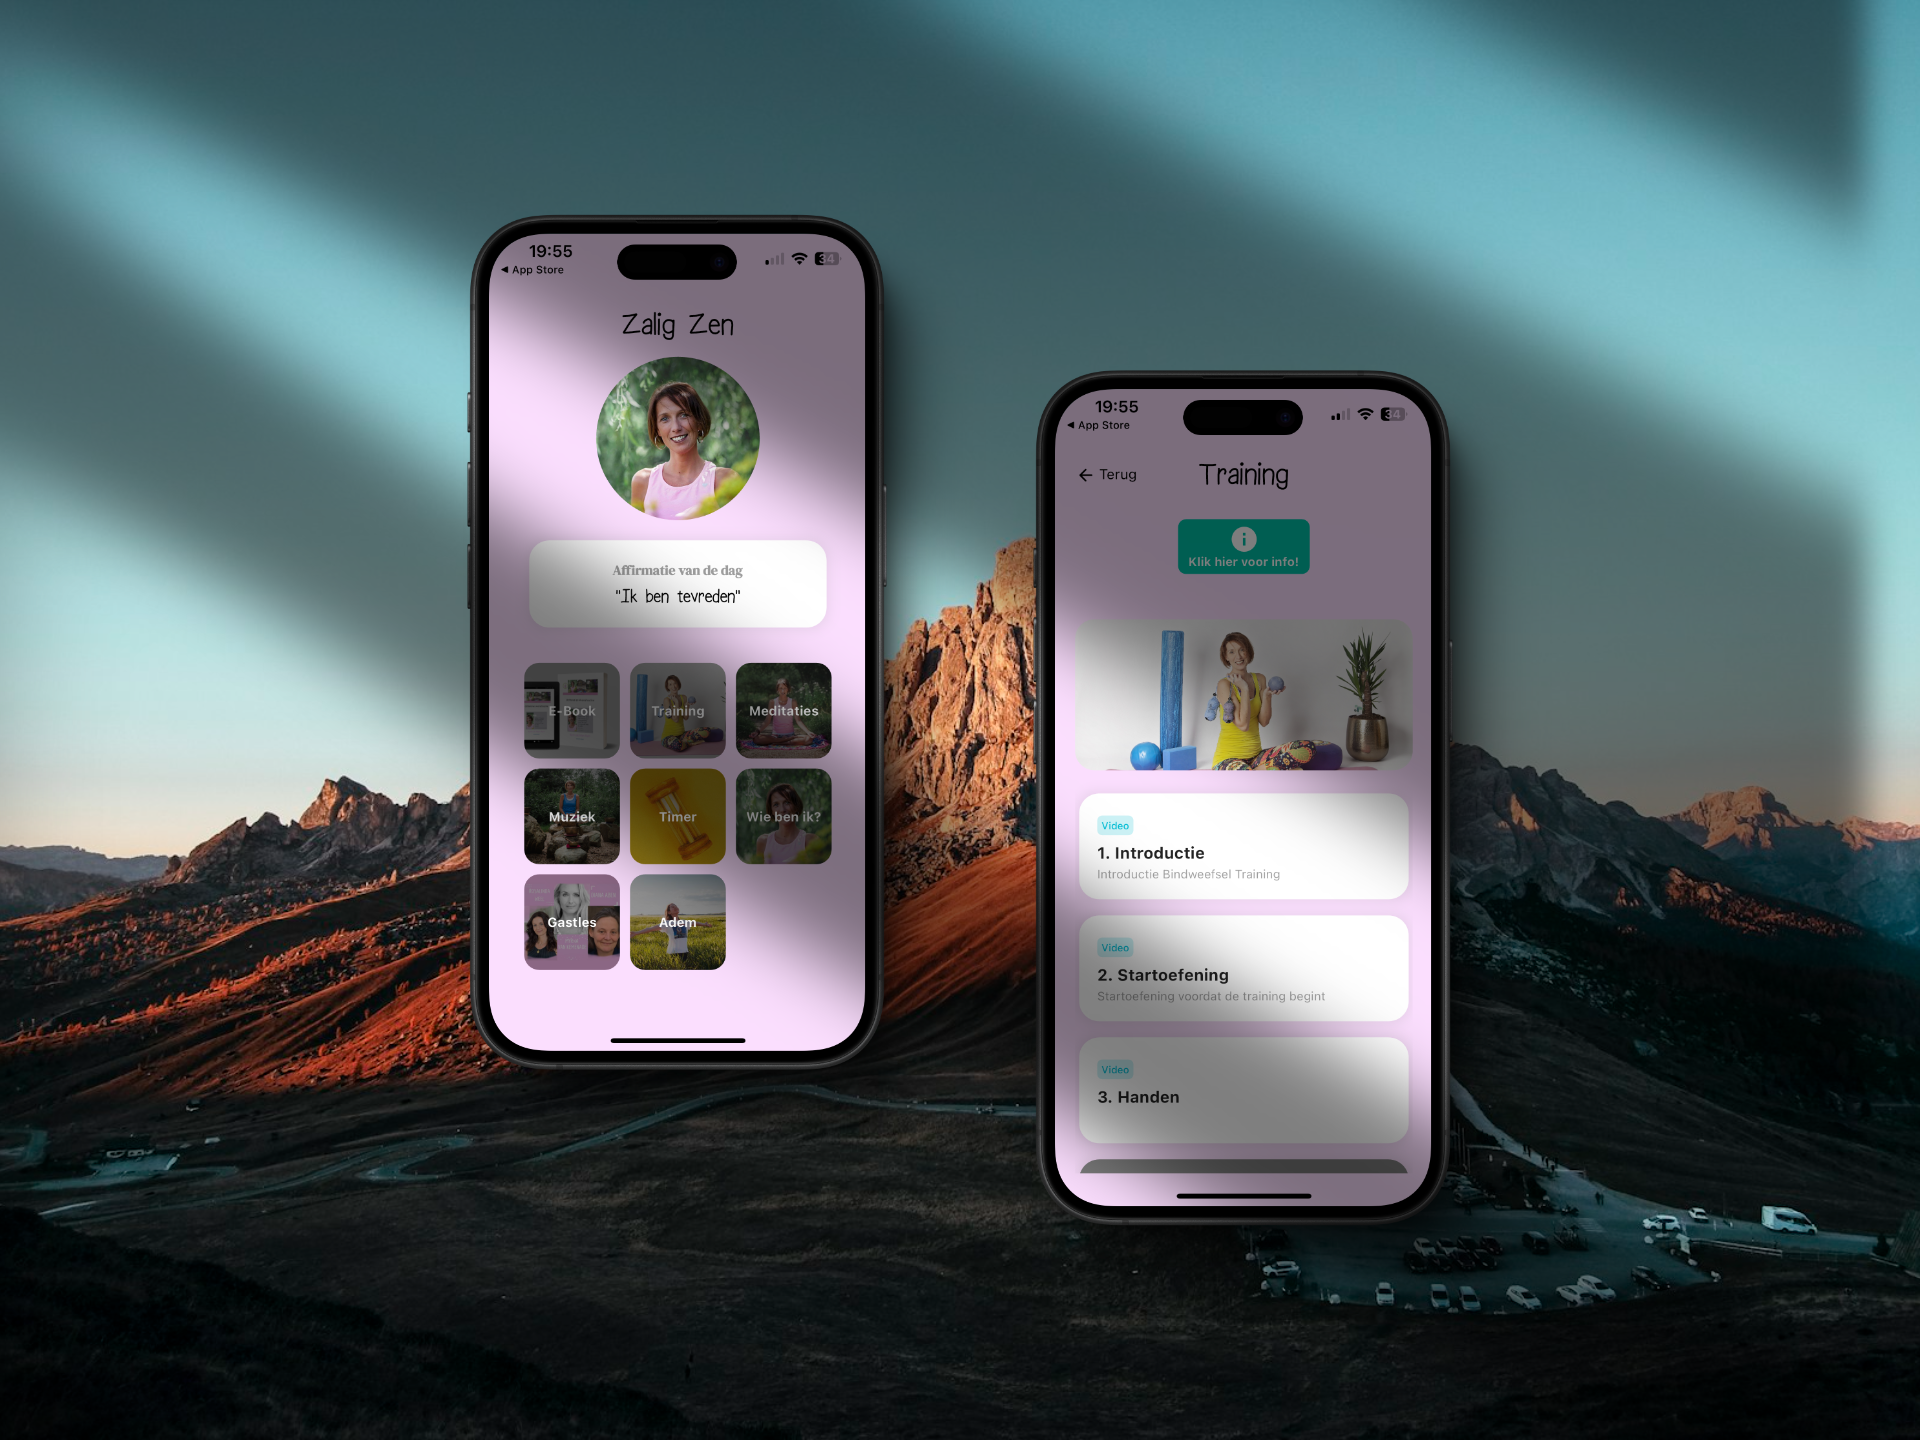 19:55
App Store
34
Zalig Zen
Affirmatie van de dag
"Ik ben tevreden"
E-Book
Training
Meditaties
Muziek
Timer
Wie ben ik?
Gastles
Adem
19:55
App Store
34
Terug
Training
Klik hier voor info!
Video
1. Introductie
Introductie Bindweefsel Training
Video
2. Startoefening
Startoefening voordat de training begint
Video
3. Handen